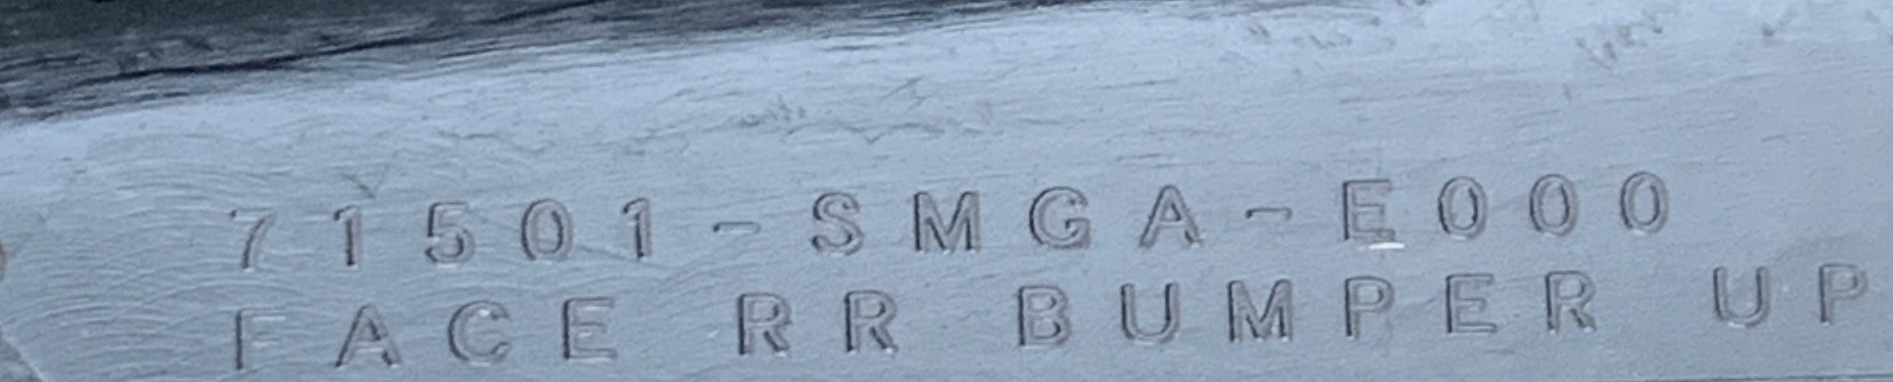 71501-SMGA-E000
FACE RR BUMPER UP